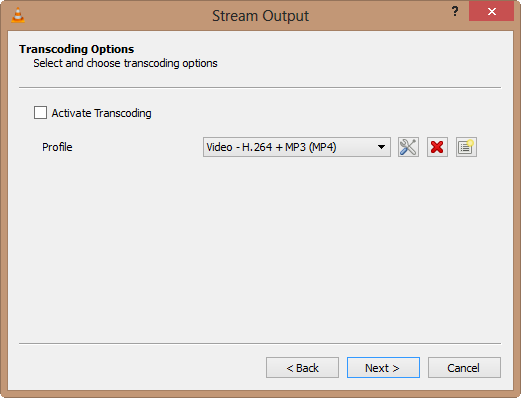 Stream Output
?
Transcoding Options
Select and choose transcoding options
Activate Transcoding
Profile
Video - H.264 + MP3 (MP4)
< Back
Next >
Cancel